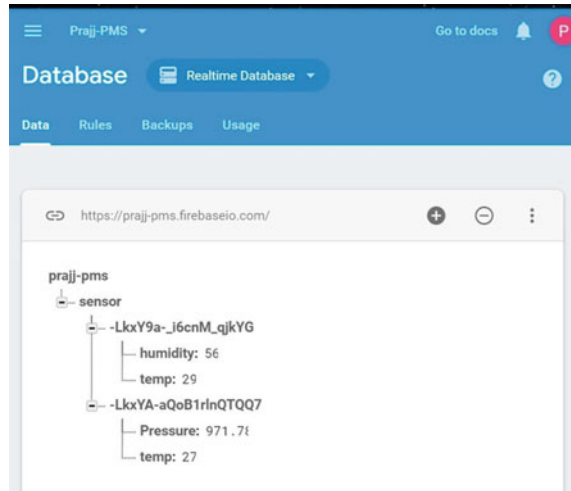 Prajj-PMS Go to docs P
Database Realtime Database ?
Data Rules Backups Usage
https://prajj-pms.firebaseio.com/
prajj-pms
sensor
-LkxY9a-_i6cnM_qjkYG
humidity: 56
temp: 29
-LkxYA-aQoB1rlnQTQQ7
Pressure: 971.78
temp: 27